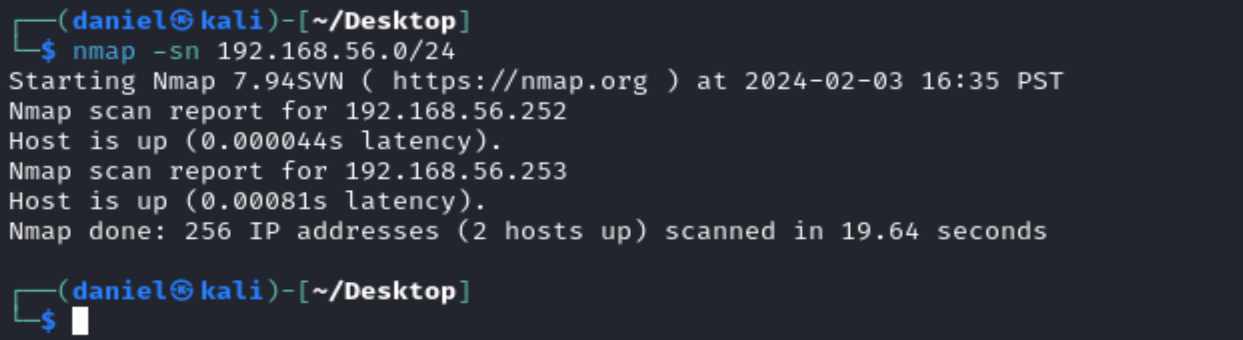 ┌──(daniel㉿kali)-[~/Desktop]
└─$ nmap -sn 192.168.56.0/24
Starting Nmap 7.94SVN ( https://nmap.org ) at 2024-02-03 16:35 PST
Nmap scan report for 192.168.56.252
Host is up (0.000044s latency).
Nmap scan report for 192.168.56.253
Host is up (0.00081s latency).
Nmap done: 256 IP addresses (2 hosts up) scanned in 19.64 seconds
┌──(daniel㉿kali)-[~/Desktop]
└─$